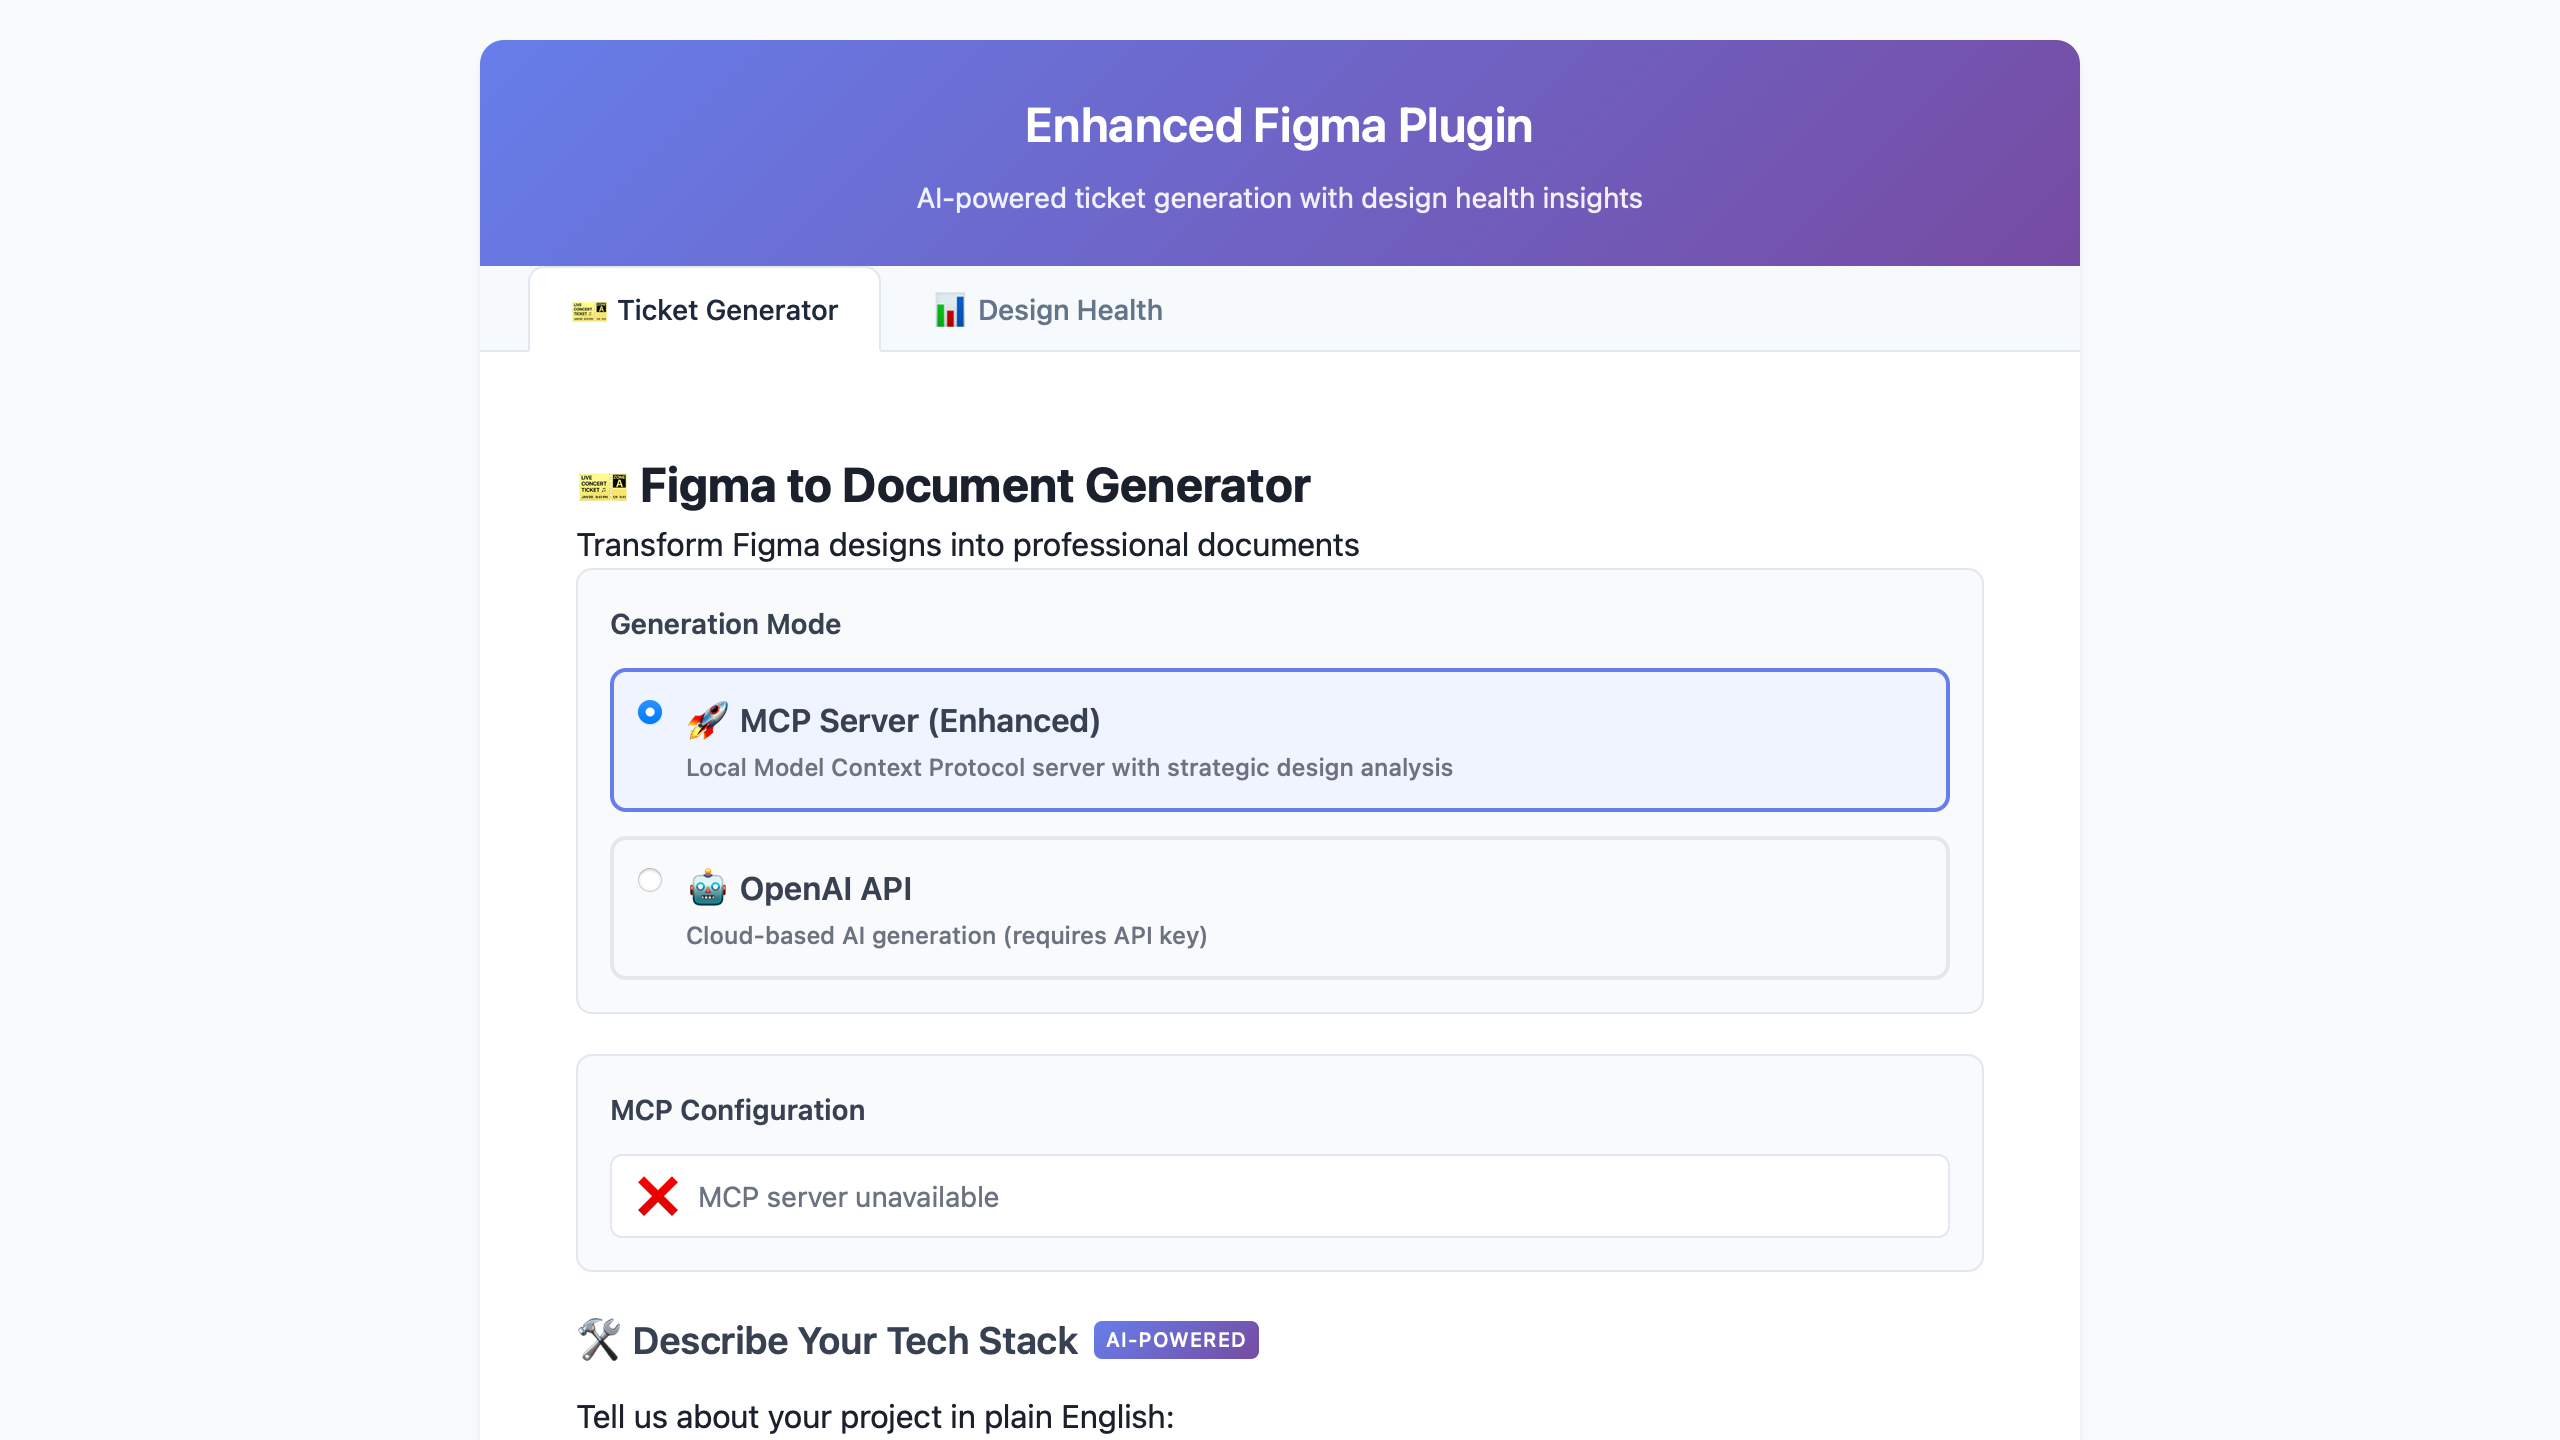 Enhanced Figma Plugin
AI-powered ticket generation with design health insights
Ticket Generator
Design Health
Figma to Document Generator
Transform Figma designs into professional documents
Generation Mode
MCP Server (Enhanced)
Local Model Context Protocol server with strategic design analysis
OpenAI API
Cloud-based AI generation (requires API key)
MCP Configuration
MCP server unavailable
Describe Your Tech Stack AI-POWERED
Tell us about your project in plain English: